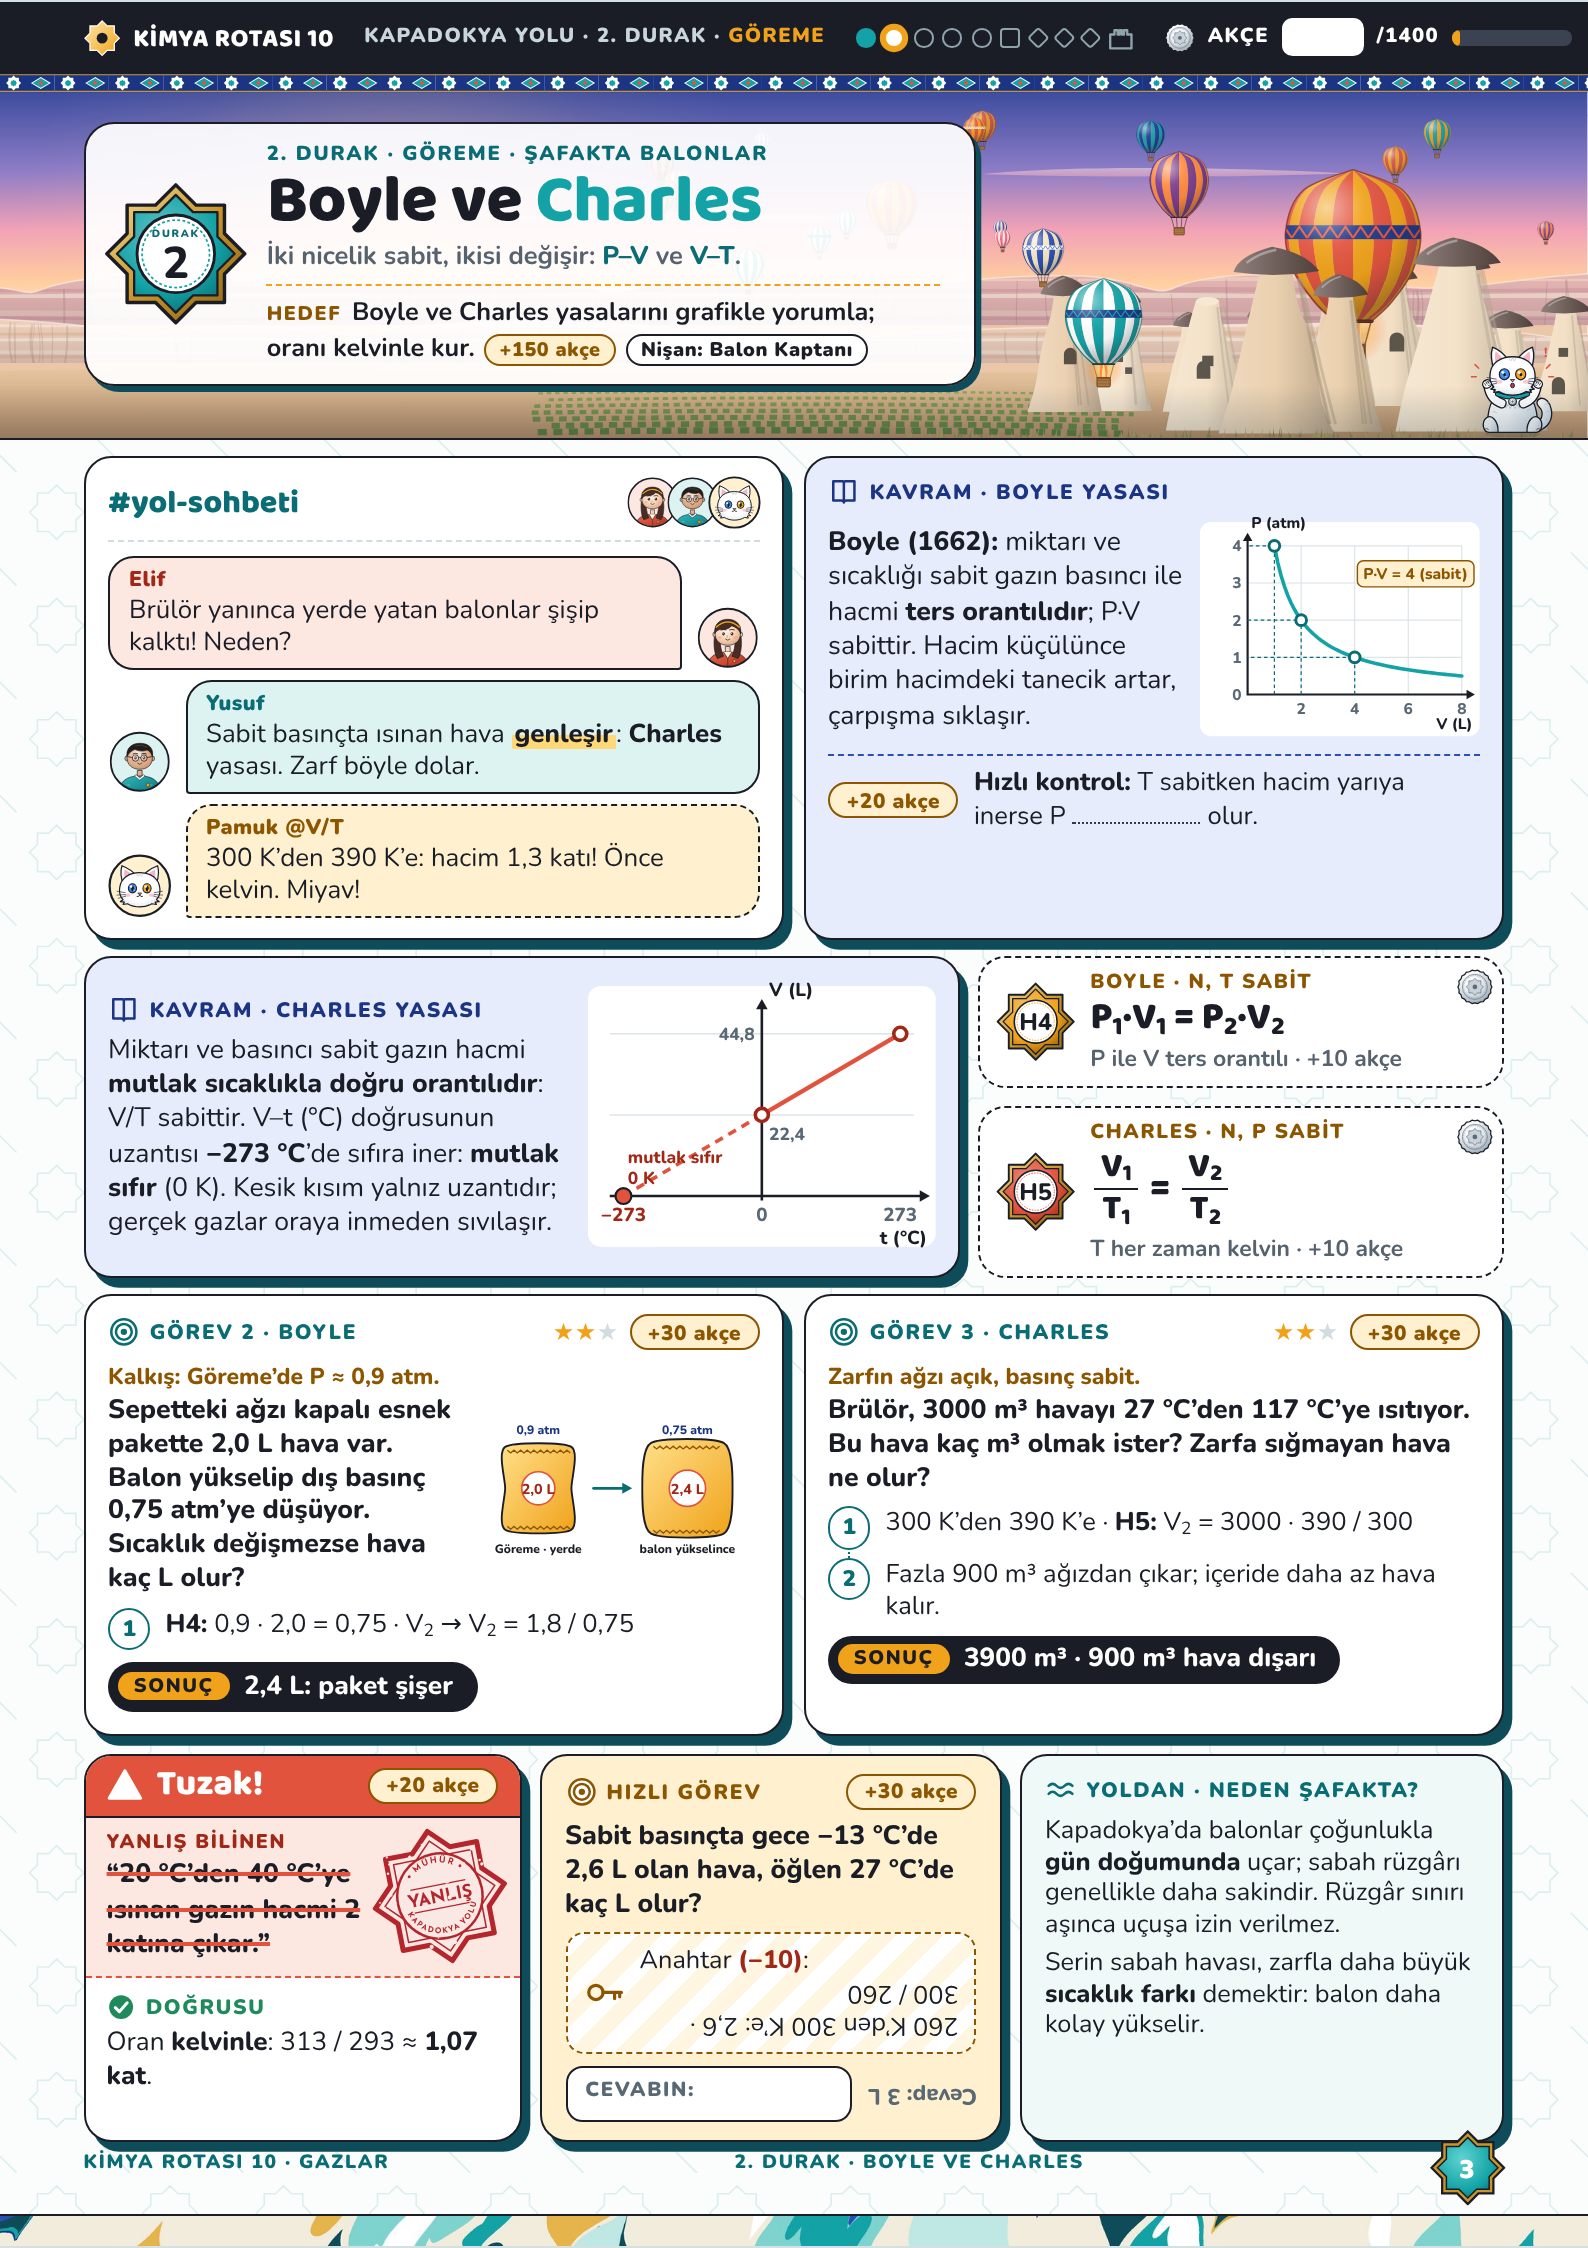 KİMYA ROTASI 10
KAPADOKYA YOLU · 2. DURAK · GÖREME
AKÇE /1400
2. DURAK · GÖREME · ŞAFAKTA BALONLAR
Boyle ve Charles
DURAK
2
İki nicelik sabit, ikisi değişir: P–V ve V–T.
HEDEF Boyle ve Charles yasalarını grafikle yorumla;
oranı kelvinle kur. +150 akçe Nişan: Balon Kaptanı
#yol-sohbeti
Elif
Brülör yanınca yerde yatan balonlar şişip
kalktı! Neden?
Yusuf
Sabit basınçta ısınan hava genleşir: Charles
yasası. Zarf böyle dolar.
Pamuk @V/T
300 K’den 390 K’e: hacim 1,3 katı! Önce
kelvin. Miyav!
KAVRAM · BOYLE YASASI
Boyle (1662): miktarı ve
sıcaklığı sabit gazın basıncı ile
hacmi ters orantılıdır; P·V
sabittir. Hacim küçülünce
birim hacimdeki tanecik artar,
çarpışma sıklaşır.
P (atm)
4
3
2
1
0
P·V = 4 (sabit)
2 4 6 8
V (L)
+20 akçe
Hızlı kontrol: T sabitken hacim yarıya
inerse P ........................ olur.
KAVRAM · CHARLES YASASI
Miktarı ve basıncı sabit gazın hacmi
mutlak sıcaklıkla doğru orantılıdır:
V/T sabittir. V–t (°C) doğrusunun
uzantısı −273 °C’de sıfıra iner: mutlak
sıfır (0 K). Kesik kısım yalnız uzantıdır;
gerçek gazlar oraya inmeden sıvılaşır.
V (L)
44,8
22,4
mutlak sıfır
0 K
−273 0 273
t (°C)
H4
BOYLE · N, T SABİT
P₁·V₁ = P₂·V₂
P ile V ters orantılı · +10 akçe
H5
CHARLES · N, P SABİT
V₁ / T₁ = V₂ / T₂
T her zaman kelvin · +10 akçe
GÖREV 2 · BOYLE ★★★ +30 akçe
Kalkış: Göreme’de P ≈ 0,9 atm.
Sepetteki ağzı kapalı esnek
pakette 2,0 L hava var.
Balon yükselip dış basınç
0,75 atm’ye düşüyor.
Sıcaklık değişmezse hava
kaç L olur?
0,9 atm 0,75 atm
2,0 L 2,4 L
Göreme · yerde balon yükselince
1 H4: 0,9 · 2,0 = 0,75 · V₂ → V₂ = 1,8 / 0,75
SONUÇ 2,4 L: paket şişer
GÖREV 3 · CHARLES ★★★ +30 akçe
Zarfın ağzı açık, basınç sabit.
Brülör, 3000 m³ havayı 27 °C’den 117 °C’ye ısıtıyor.
Bu hava kaç m³ olmak ister? Zarfa sığmayan hava
ne olur?
1 300 K’den 390 K’e · H5: V₂ = 3000 · 390 / 300
2 Fazla 900 m³ ağızdan çıkar; içeride daha az hava
kalır.
SONUÇ 3900 m³ · 900 m³ hava dışarı
Tuzak! +20 akçe
YANLIŞ BİLİNEN
“20 °C’den 40 °C’ye
ısınan gazın hacmi 2
katına çıkar.”
MÜHÜR
YANLIŞ
KAPADOKYA YOLU
DOĞRUSU
Oran kelvinle: 313 / 293 ≈ 1,07
kat.
HIZLI GÖREV +30 akçe
Sabit basınçta gece −13 °C’de
2,6 L olan hava, öğlen 27 °C’de
kaç L olur?
Anahtar (−10):
260 K’den 300 K’e: 2,6 ·
300 / 260
CEVABIN:
Cevap: 3 L
YOLDAN · NEDEN ŞAFAKTA?
Kapadokya’da balonlar çoğunlukla
gün doğumunda uçar; sabah rüzgârı
genellikle daha sakindir. Rüzgâr sınırı
aşınca uçuşa izin verilmez.
Serin sabah havası, zarfla daha büyük
sıcaklık farkı demektir: balon daha
kolay yükselir.
KİMYA ROTASI 10 · GAZLAR
2. DURAK · BOYLE VE CHARLES
3